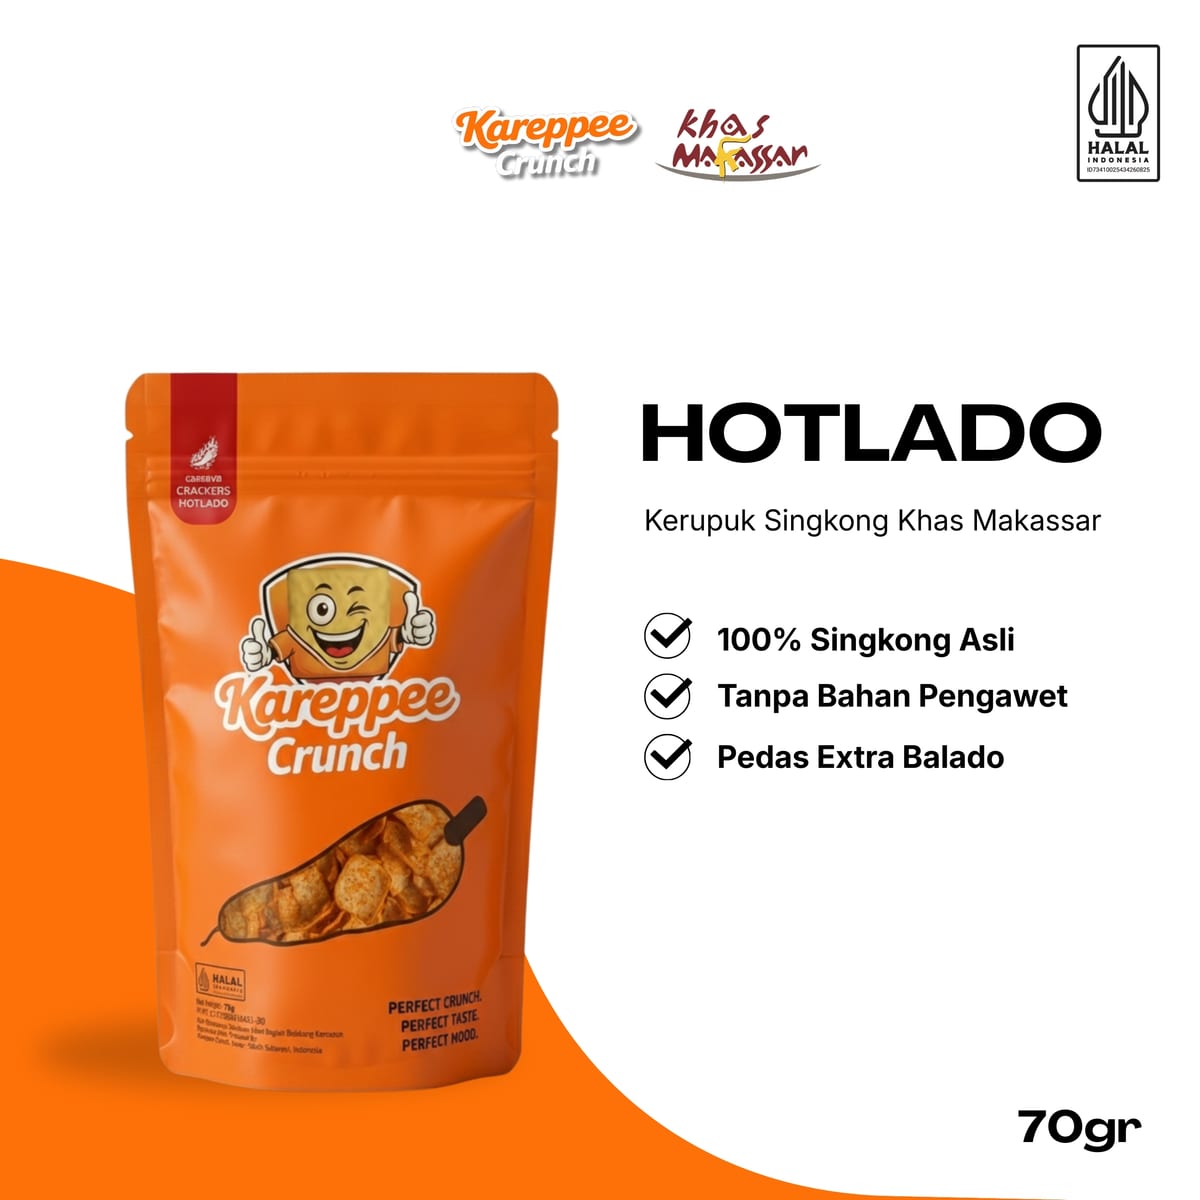 Kareppee
Crunch
Khas
Makassar
HALAL
INDONESIA
ID73410025434260825
CRACKERS
HOTLADO
Kareppee
Crunch
HALAL
PERFECT CRUNCH.
PERFECT TASTE.
PERFECT MOOD.
HOTLADO
Kerupuk Singkong Khas Makassar
100% Singkong Asli
Tanpa Bahan Pengawet
Pedas Extra Balado
70gr